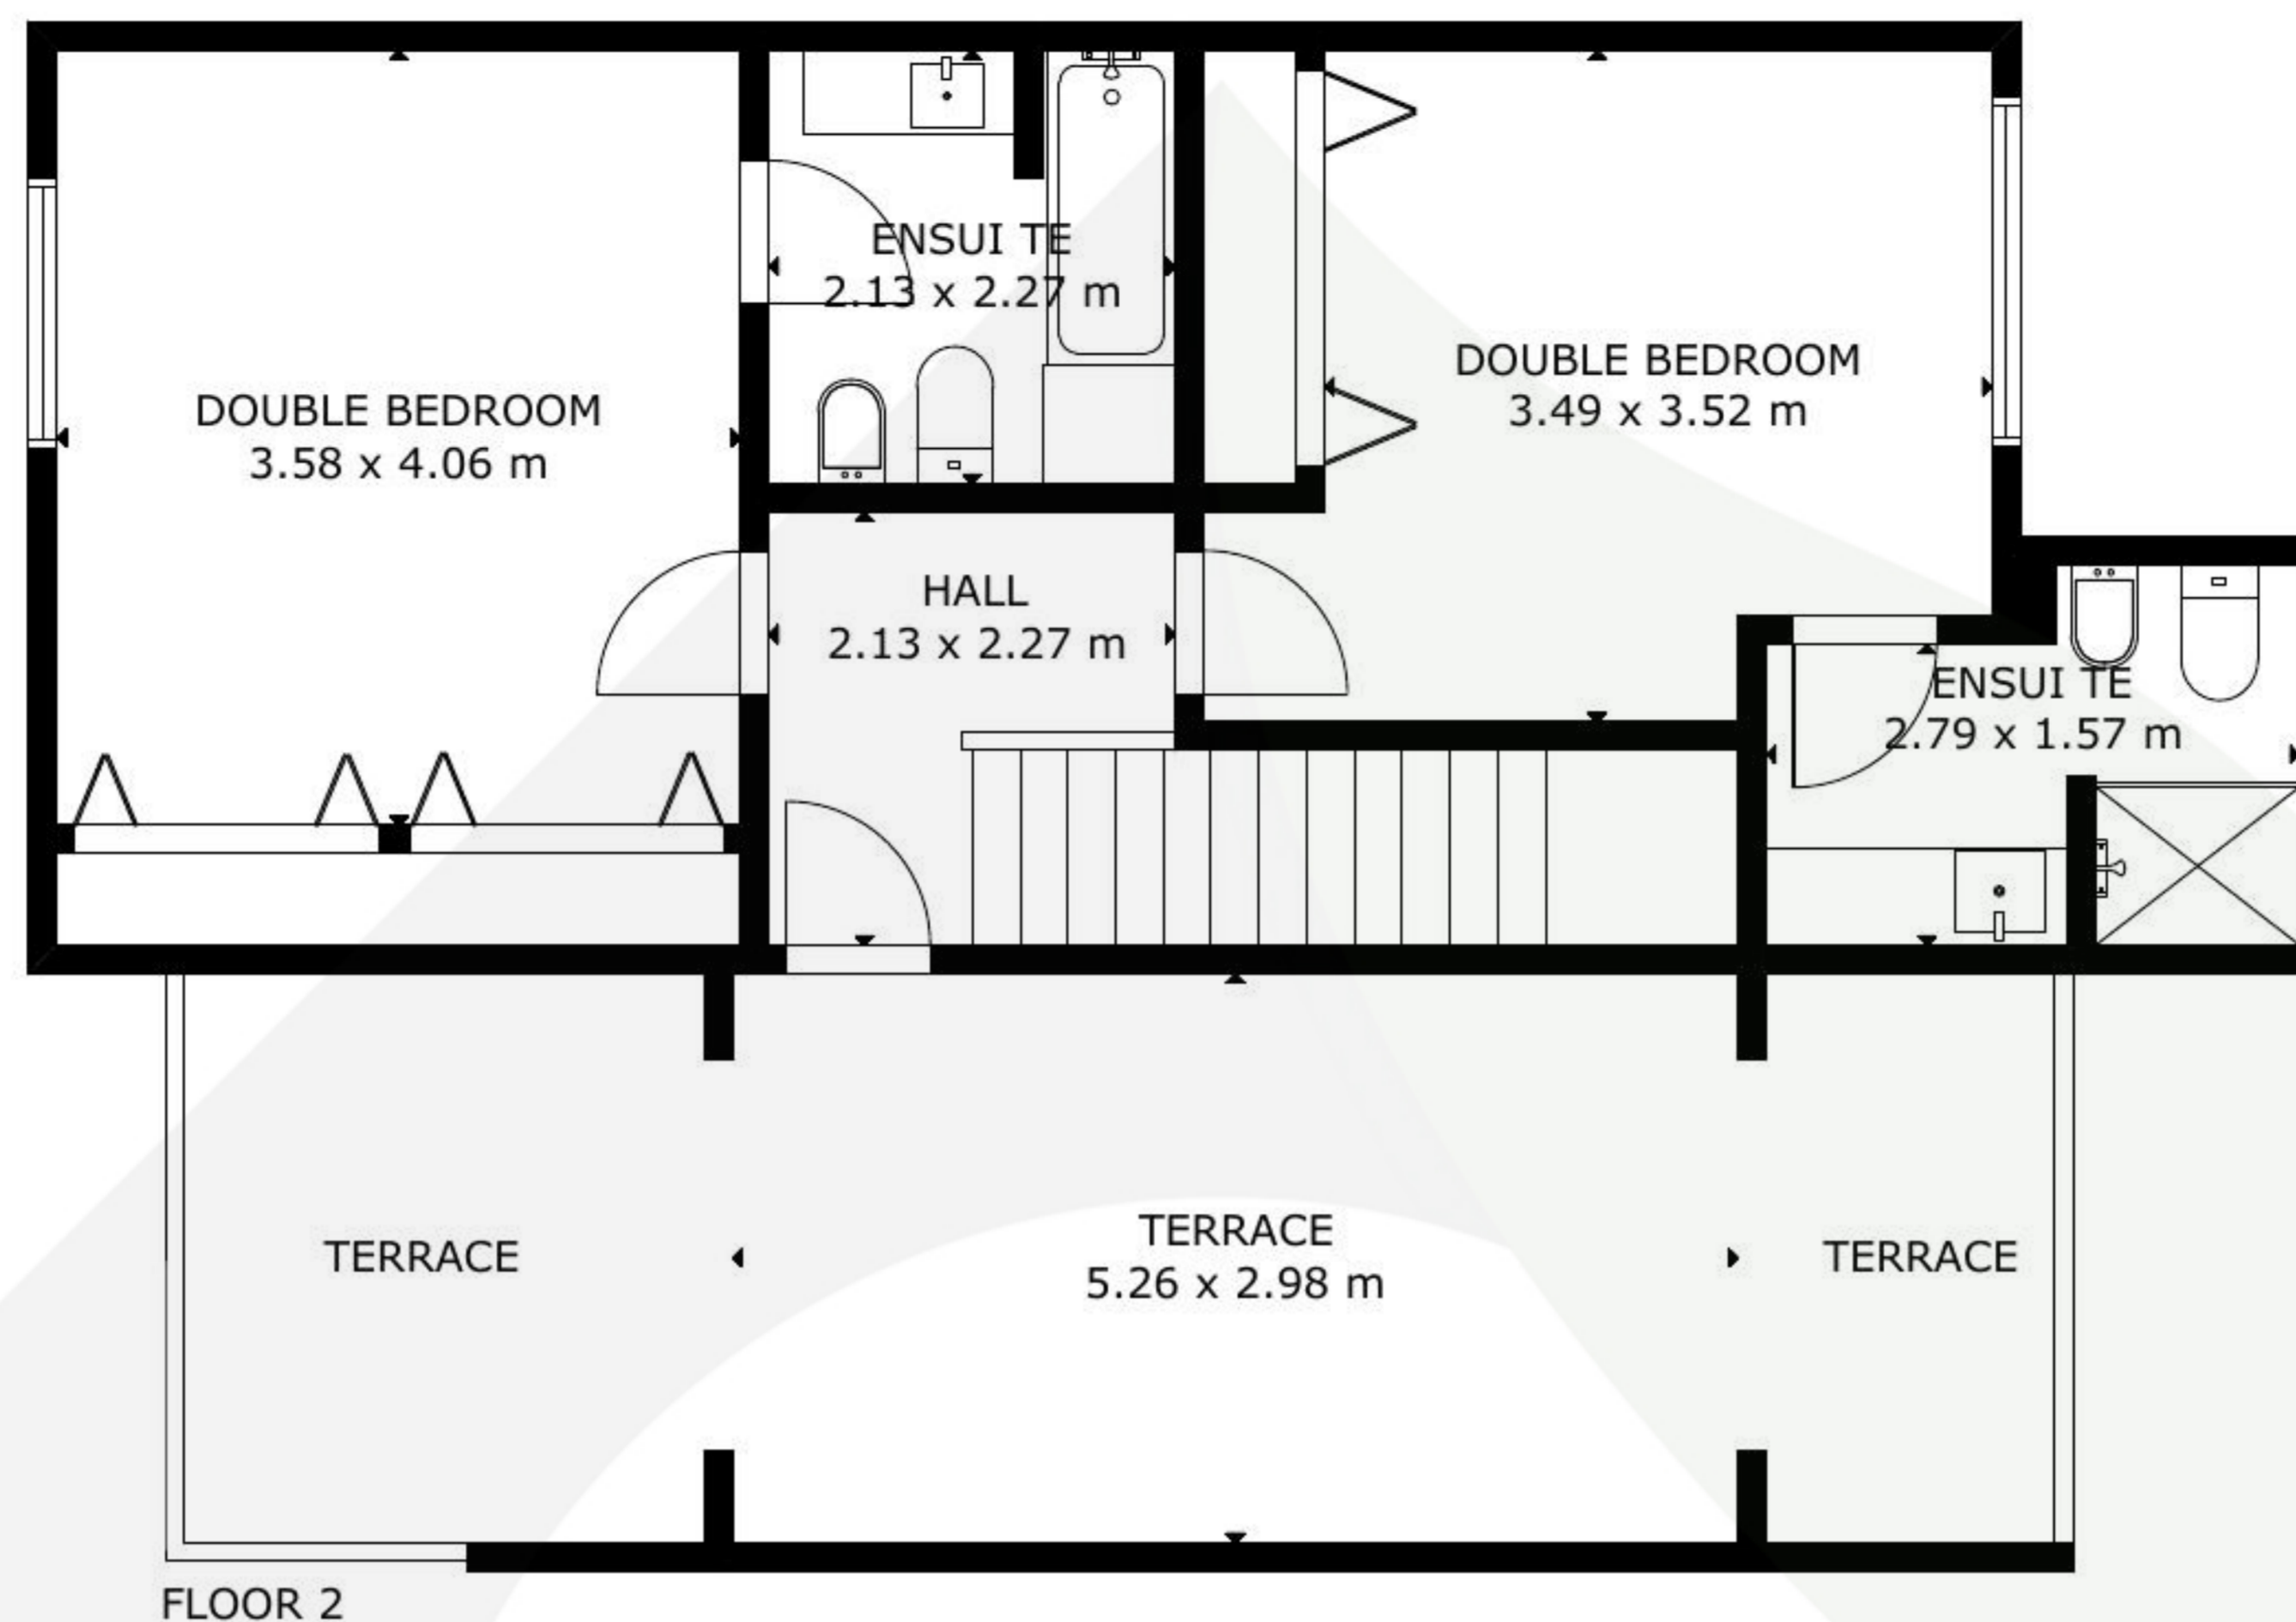 ENSUI TE
2.13 x 2.27 m
DOUBLE BEDROOM
3.49 x 3.52 m
DOUBLE BEDROOM
3.58 x 4.06 m
HALL
2.13 x 2.27 m
ENSUI TE
2.79 x 1.57 m
TERRACE
TERRACE
5.26 x 2.98 m
TERRACE
FLOOR 2